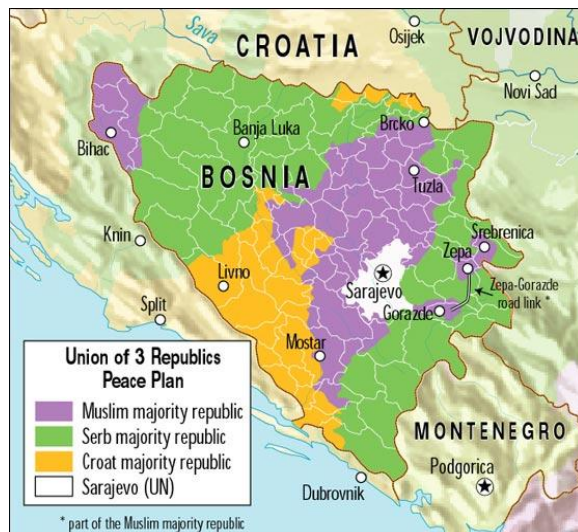 CROATIA
Sava
Osijek
VOJVODINA
Novi Sad
Banja Luka
Brcko
Bihac
BOSNIA
Tuzla
Knin
Srebrenica
Zepa
Livno
Sarajevo
Zepa-Gorazde
road link *
Split
Gorazde
Mostar
Union of 3 Republics
Peace Plan
Muslim majority republic
Serb majority republic
Croat majority republic
Sarajevo (UN)
MONTENEGRO
Podgorica
Dubrovnik
* part of the Muslim majority republic